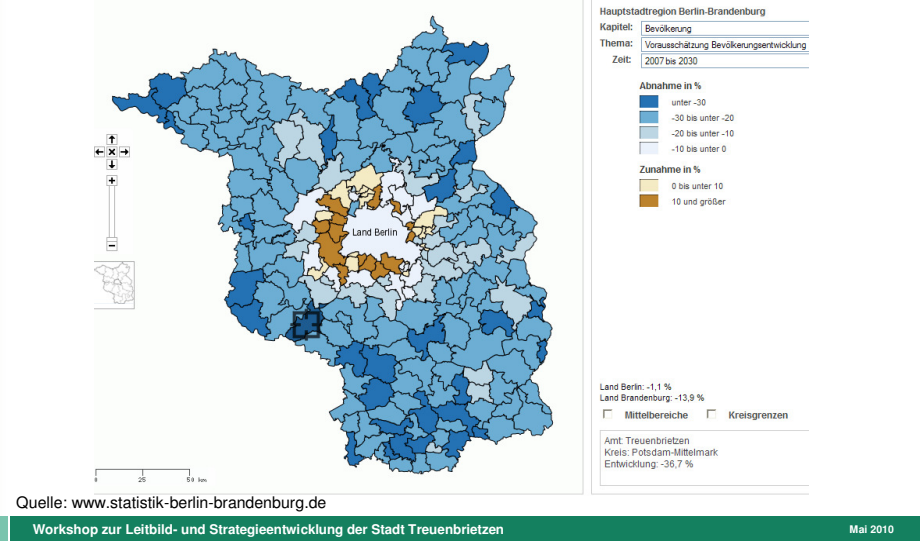 Hauptstadtregion Berlin-Brandenburg
Kapitel: Bevölkerung
Thema: Vorausschätzung Bevölkerungsentwicklung
Zeit: 2007 bis 2030
Abnahme in %
unter -30
-30 bis unter -20
-20 bis unter -10
-10 bis unter 0
Zunahme in %
0 bis unter 10
10 und größer
Land Berlin
Land Berlin: -1,1 %
Land Brandenburg: -13,9 %
Mittelbereiche Kreisgrenzen
Amt: Treuenbrietzen
Kreis: Potsdam-Mittelmark
Entwicklung: -36,7 %
0 25 50 km
Quelle: www.statistik-berlin-brandenburg.de
Workshop zur Leitbild- und Strategieentwicklung der Stadt Treuenbrietzen Mai 2010